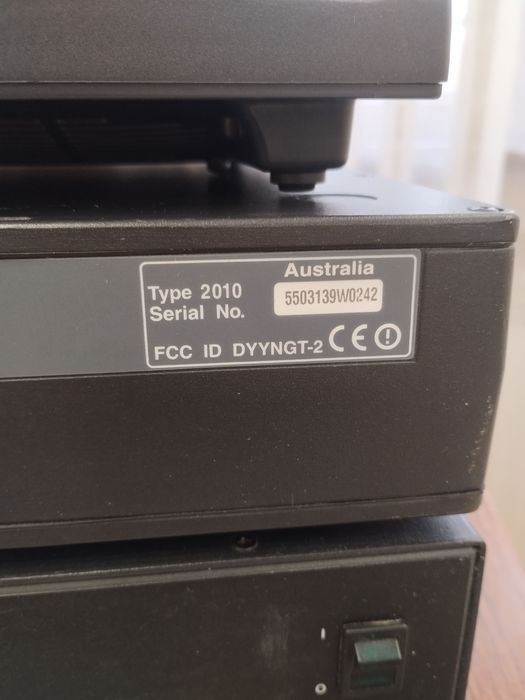 Australia
Type 2010
Serial No. 5503139W0242
FCC ID DYYNGT-2 CE
I
O